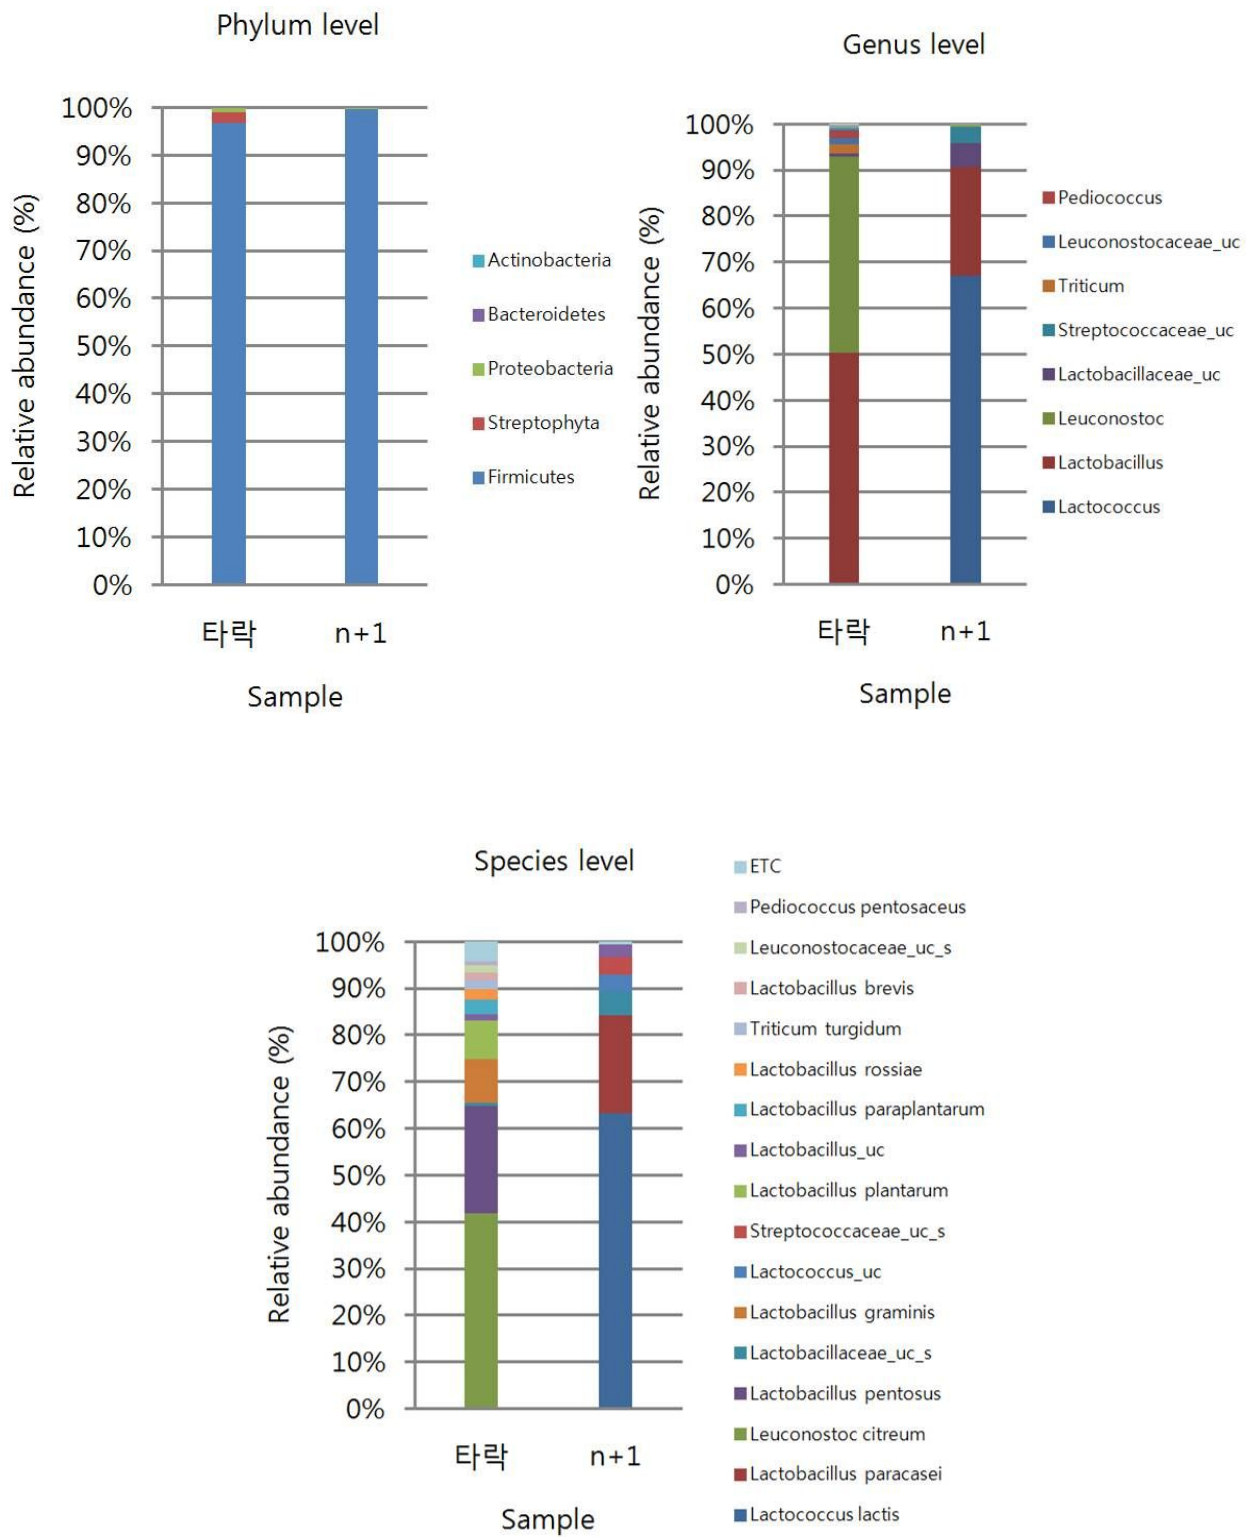 Phylum level
100%
90%
80%
70%
60%
50%
40%
30%
20%
10%
0%
Relative abundance (%)
타락 n+1
Sample
Actinobacteria
Bacteroidetes
Proteobacteria
Streptophyta
Firmicutes
Genus level
100%
90%
80%
70%
60%
50%
40%
30%
20%
10%
0%
Relative abundance (%)
타락 n+1
Sample
Pediococcus
Leuconostocaceae_uc
Triticum
Streptococcaceae_uc
Lactobacillaceae_uc
Leuconostoc
Lactobacillus
Lactococcus
Species level
100%
90%
80%
70%
60%
50%
40%
30%
20%
10%
0%
Relative abundance (%)
타락 n+1
Sample
ETC
Pediococcus pentosaceus
Leuconostocaceae_uc_s
Lactobacillus brevis
Triticum turgidum
Lactobacillus rossiae
Lactobacillus paraplantarum
Lactobacillus_uc
Lactobacillus plantarum
Streptococcaceae_uc_s
Lactococcus_uc
Lactobacillus graminis
Lactobacillaceae_uc_s
Lactobacillus pentosus
Leuconostoc citreum
Lactobacillus paracasei
Lactococcus lactis